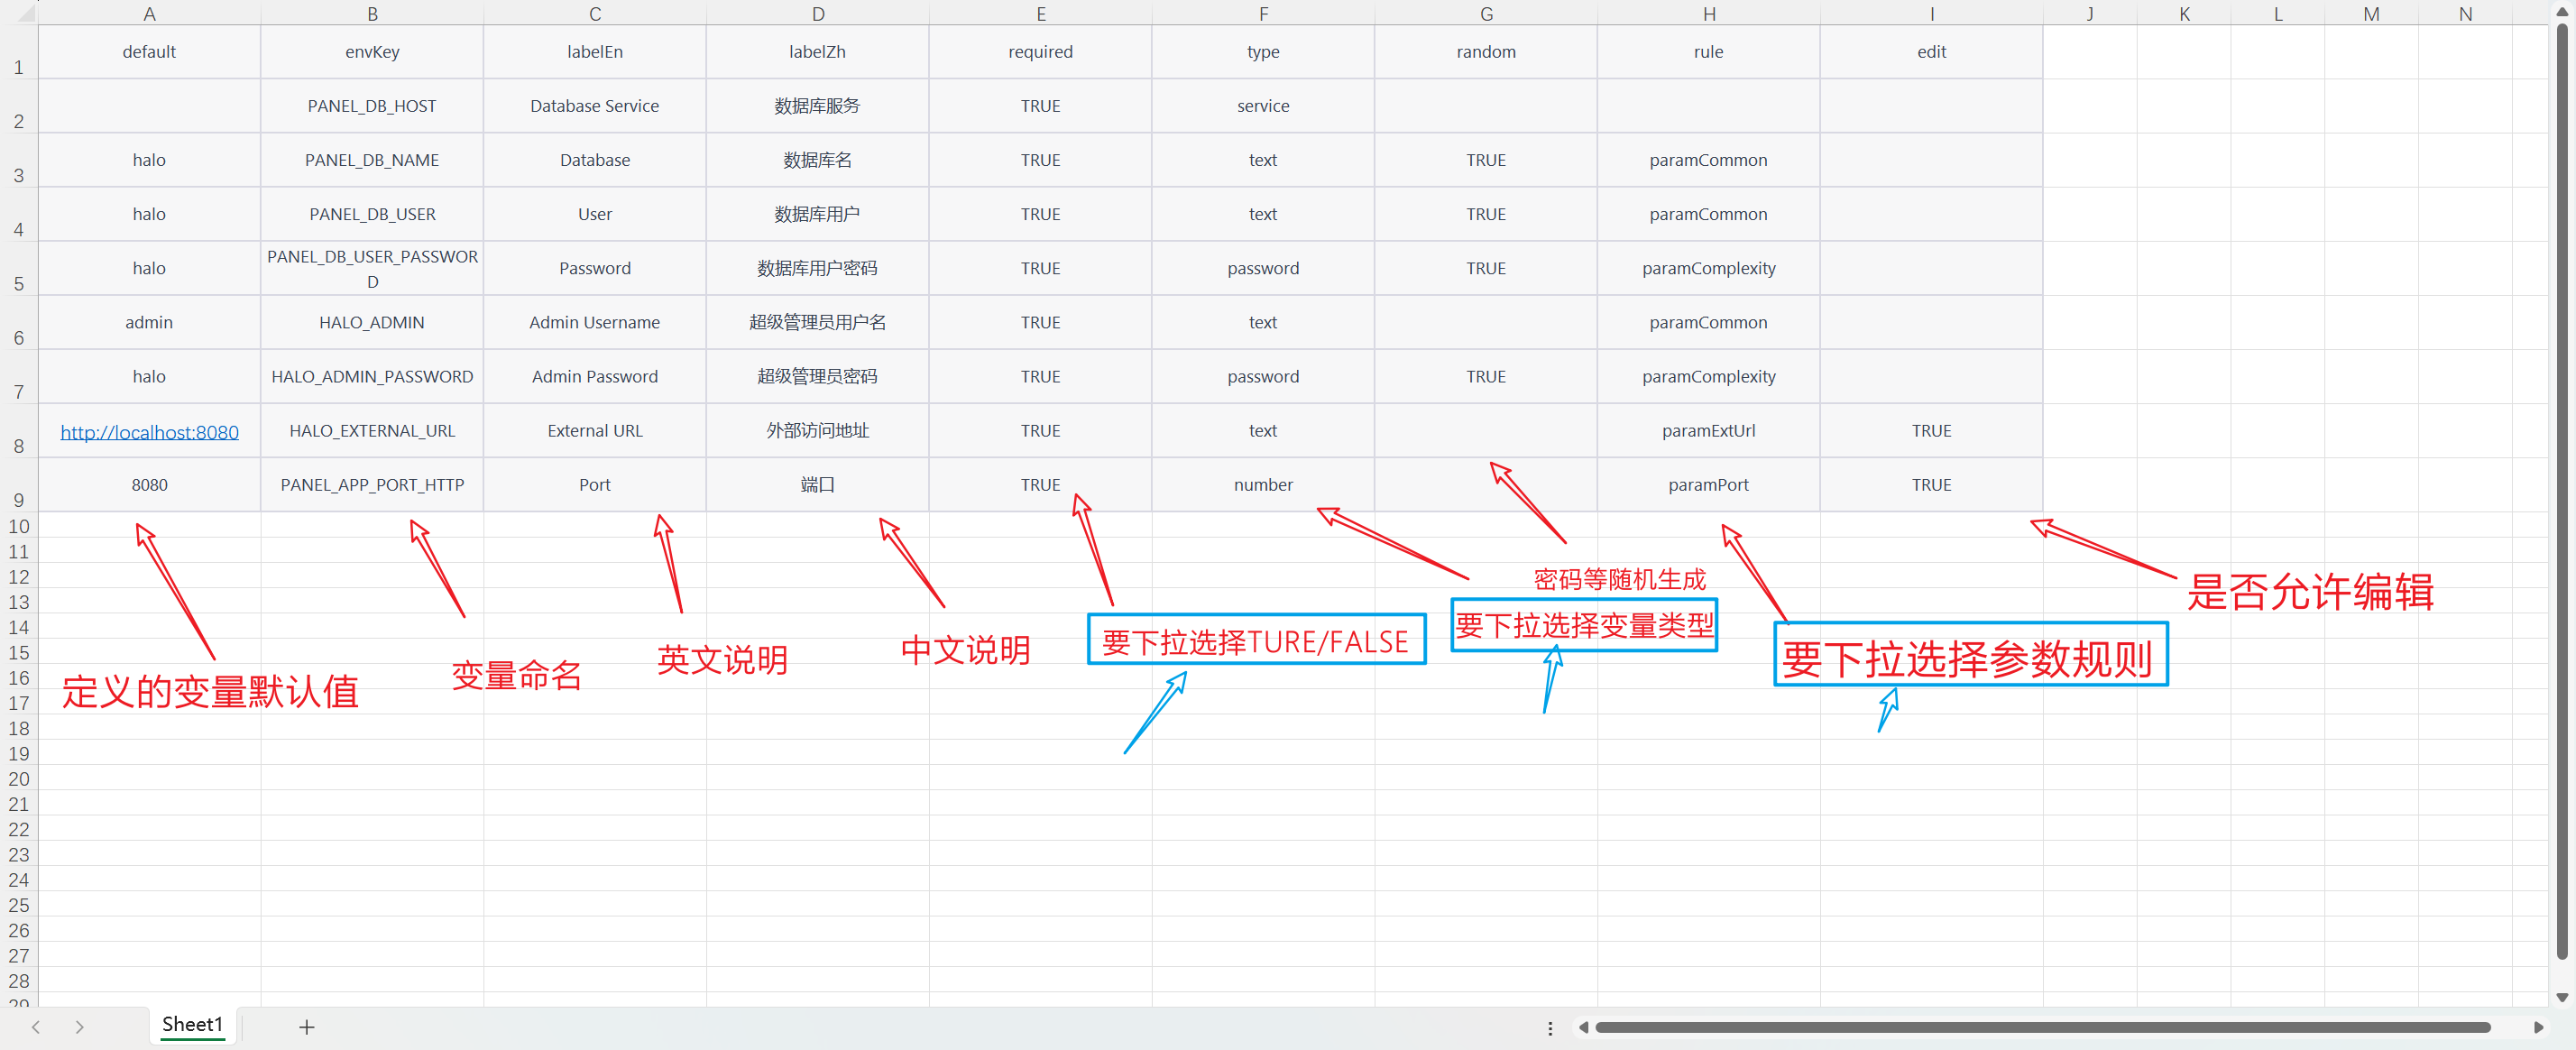 A B C D E F G H I J K L M N
1 default envKey labelEn labelZh required type random rule edit
2 PANEL_DB_HOST Database Service 数据库服务 TRUE service
3 halo PANEL_DB_NAME Database 数据库名 TRUE text TRUE paramCommon
4 halo PANEL_DB_USER User 数据库用户 TRUE text TRUE paramCommon
5 halo PANEL_DB_USER_PASSWORD Password 数据库用户密码 TRUE password TRUE paramComplexity
6 admin HALO_ADMIN Admin Username 超级管理员用户名 TRUE text paramCommon
7 halo HALO_ADMIN_PASSWORD Admin Password 超级管理员密码 TRUE password TRUE paramComplexity
8 http://localhost:8080 HALO_EXTERNAL_URL External URL 外部访问地址 TRUE text paramExtUrl TRUE
9 8080 PANEL_APP_PORT_HTTP Port 端口 TRUE number paramPort TRUE
10
11
12
13
14
15
16
17
18
19
20
21
22
23
24
25
26
27
28
29
密码等随机生成
是否允许编辑
要下拉选择变量类型
要下拉选择TURE/FALSE
中文说明
英文说明
要下拉选择参数规则
变量命名
定义的变量默认值
Sheet1